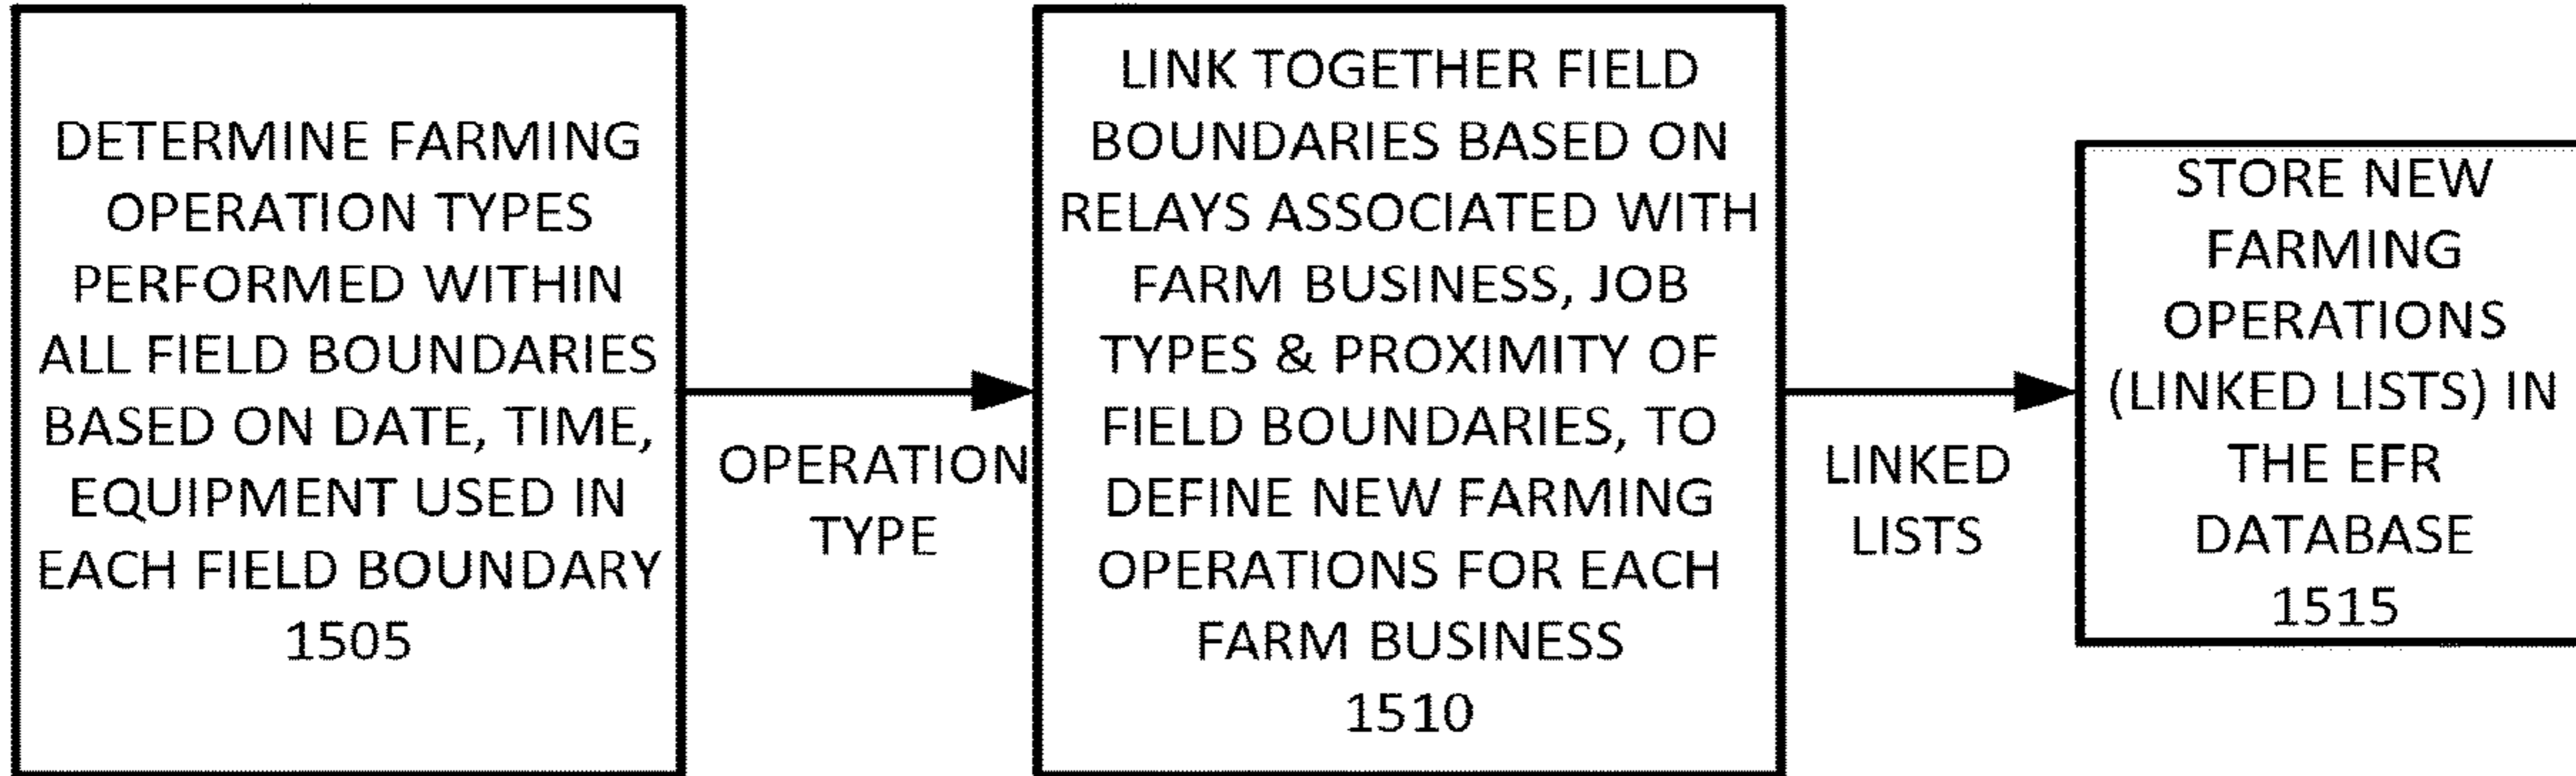 DETERMINE FARMING
OPERATION TYPES
PERFORMED WITHIN
ALL FIELD BOUNDARIES
BASED ON DATE, TIME,
EQUIPMENT USED IN
EACH FIELD BOUNDARY
1505
OPERATION
TYPE
LINK TOGETHER FIELD
BOUNDARIES BASED ON
RELAYS ASSOCIATED WITH
FARM BUSINESS, JOB
TYPES & PROXIMITY OF
FIELD BOUNDARIES, TO
DEFINE NEW FARMING
OPERATIONS FOR EACH
FARM BUSINESS
1510
LINKED
LISTS
STORE NEW
FARMING
OPERATIONS
(LINKED LISTS) IN
THE EFR
DATABASE
1515